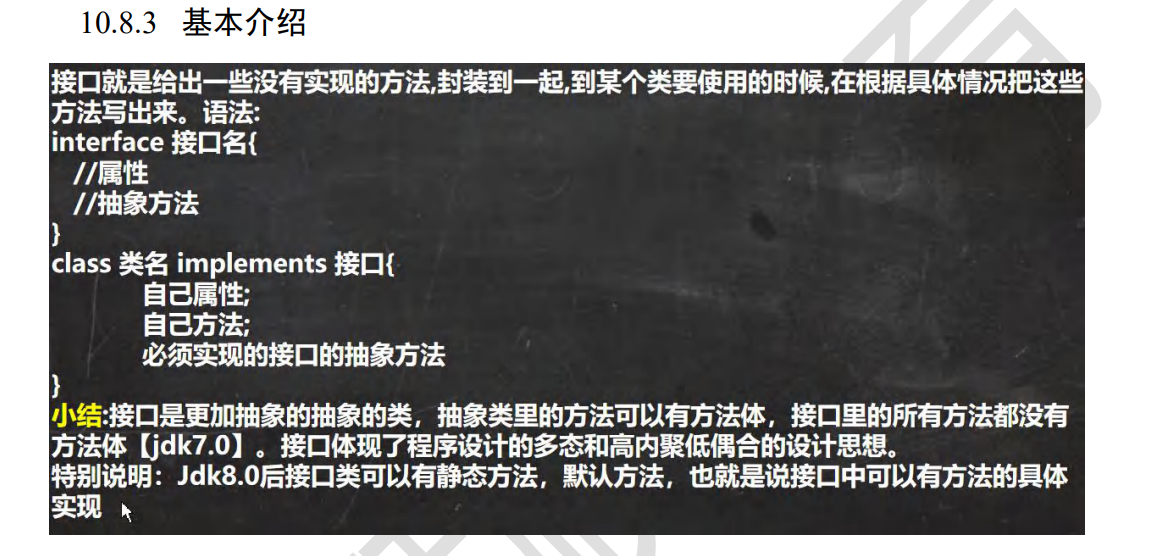 10.8.3 基本介绍
接口就是给出一些没有实现的方法,封装到一起,到某个类要使用的时候,在根据具体情况把这些
方法写出来。语法:
interface 接口名{
//属性
//抽象方法
}
class 类名 implements 接口{
自己属性;
自己方法;
必须实现的接口的抽象方法
}
小结:接口是更加抽象的抽象的类，抽象类里的方法可以有方法体，接口里的所有方法都没有
方法体【jdk7.0】。接口体现了程序设计的多态和高内聚低偶合的设计思想。
特别说明：Jdk8.0后接口类可以有静态方法，默认方法，也就是说接口中可以有方法的具体
实现